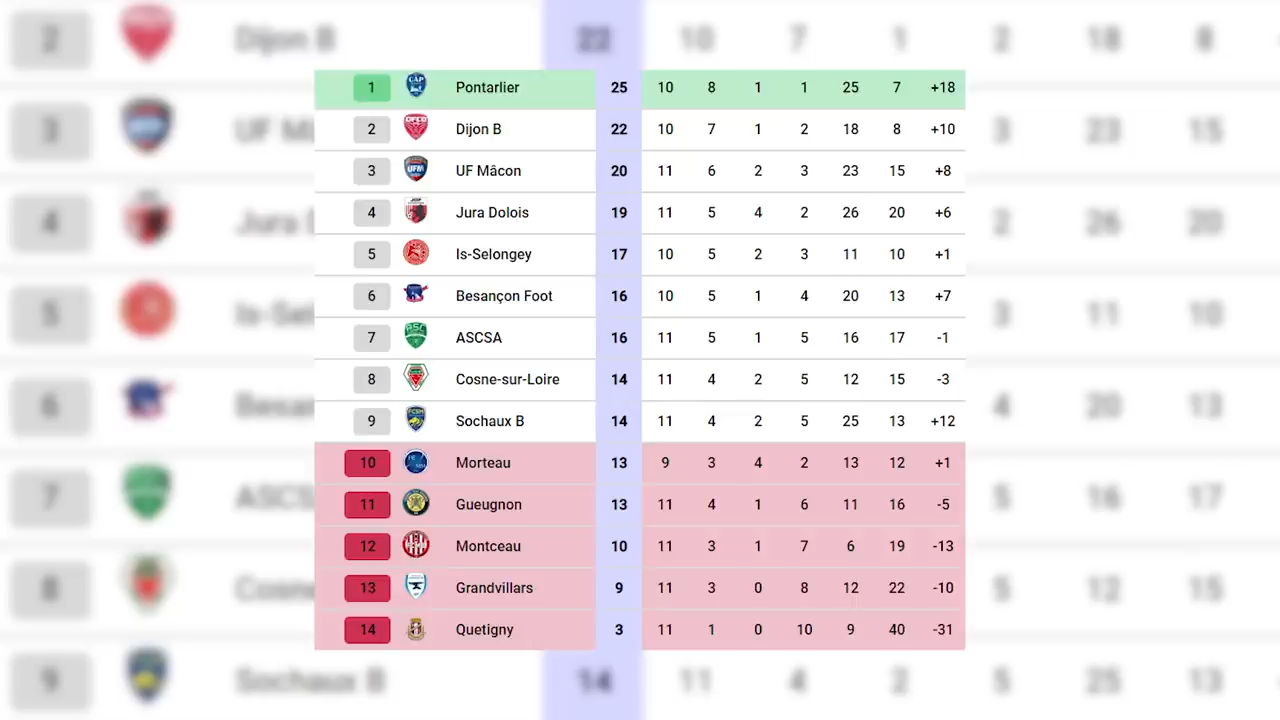 1 Pontarlier 25 10 8 1 1 25 7 +18
2 Dijon B 22 10 7 1 2 18 8 +10
3 UF Mâcon 20 11 6 2 3 23 15 +8
4 Jura Dolois 19 11 5 4 2 26 20 +6
5 Is-Selongey 17 10 5 2 3 11 10 +1
6 Besançon Foot 16 10 5 1 4 20 13 +7
7 ASCSA 16 11 5 1 5 16 17 -1
8 Cosne-sur-Loire 14 11 4 2 5 12 15 -3
9 Sochaux B 14 11 4 2 5 25 13 +12
10 Morteau 13 9 3 4 2 13 12 +1
11 Gueugnon 13 11 4 1 6 11 16 -5
12 Montceau 10 11 3 1 7 6 19 -13
13 Grandvillars 9 11 3 0 8 12 22 -10
14 Quetigny 3 11 1 0 10 9 40 -31